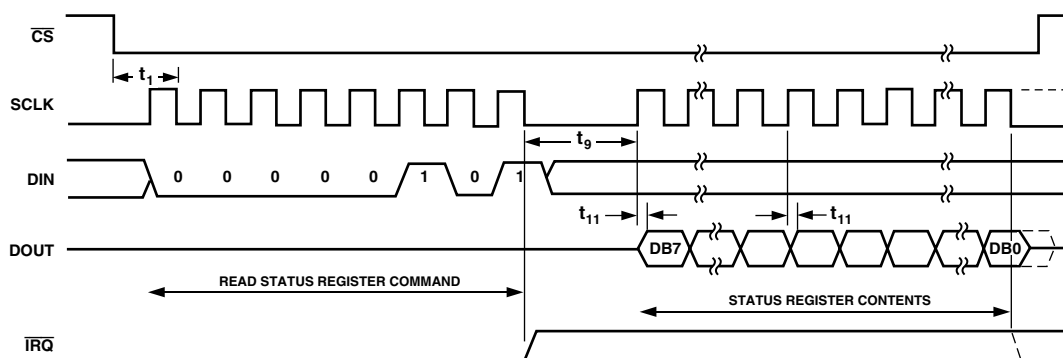 CS
t1
SCLK
t9
DIN
0 0 0 0 0 1 0 1
t11 t11
DOUT
DB7 DB0
READ STATUS REGISTER COMMAND
STATUS REGISTER CONTENTS
IRQ